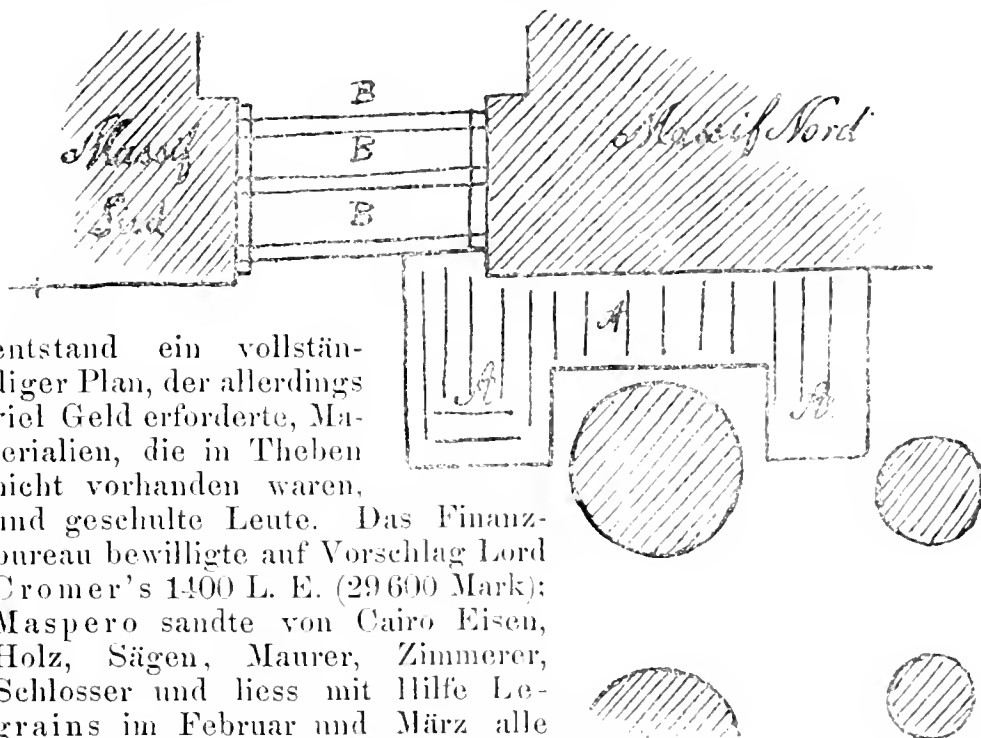 B
Massif Nord
Massif
B
B
Sud
A
A
A
entstand ein vollstän-
diger Plan, der allerdings
viel Geld erforderte, Ma-
terialien, die in Theben
nicht vorhanden waren,
und geschulte Leute. Das Finanz-
bureau bewilligte auf Vorschlag Lord
Cromer's 1400 L. E. (29 600 Mark);
Maspero sandte von Cairo Eisen,
Holz, Sägen, Maurer, Zimmerer,
Schlosser und liess mit Hilfe Le-
grains im Februar und März alle